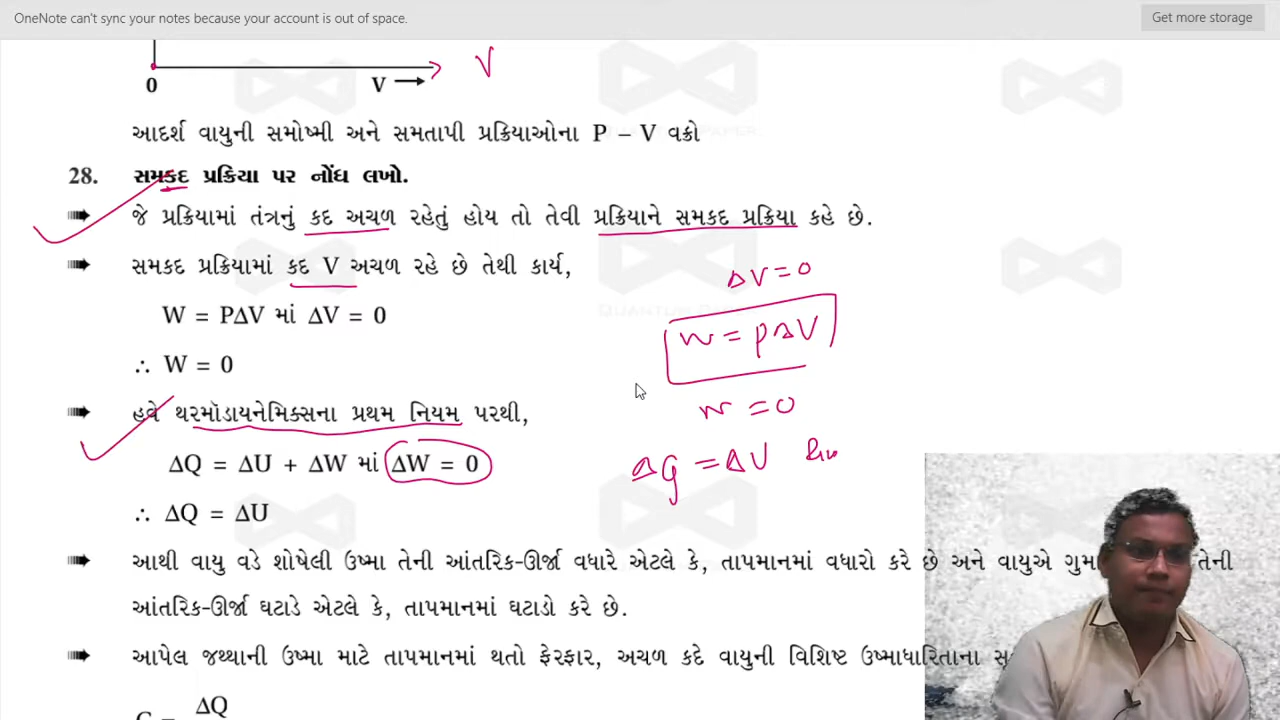 OneNote can't sync your notes because your account is out of space.
Get more storage
V
0
V
આદર્શ વાયુની સમોષ્મી અને સમતાપી પ્રક્રિયાઓના P – V વક્રો
28. સમકદ પ્રક્રિયા પર નોંધ લખો.
જે પ્રક્રિયામાં તંત્રનું કદ અચળ રહેતું હોય તો તેવી પ્રક્રિયાને સમકદ પ્રક્રિયા કહે છે.
સમકદ પ્રક્રિયામાં કદ V અચળ રહે છે તેથી કાર્ય,
ΔV = 0
W = PΔV માં ΔV = 0
W = PΔV
∴ W = 0
W = 0
હવે થરમૉડાયનેમિક્સના પ્રથમ નિયમ પરથી,
ΔQ = ΔU + ΔW માં ΔW = 0
ΔQ = ΔU
∴ ΔQ = ΔU
આથી વાયુ વડે શોષેલી ઉષ્મા તેની આંતરિક-ઊર્જા વધારે એટલે કે, તાપમાનમાં વધારો કરે છે અને વાયુએ તેની
આંતરિક-ઊર્જા ઘટાડે એટલે કે, તાપમાનમાં ઘટાડો કરે છે.
આપેલ જથ્થાની ઉષ્મા માટે તાપમાનમાં થતો ફેરફાર, અચળ કદે વાયુની વિશિષ્ટ ઉષ્માધારિતાના
ΔQ